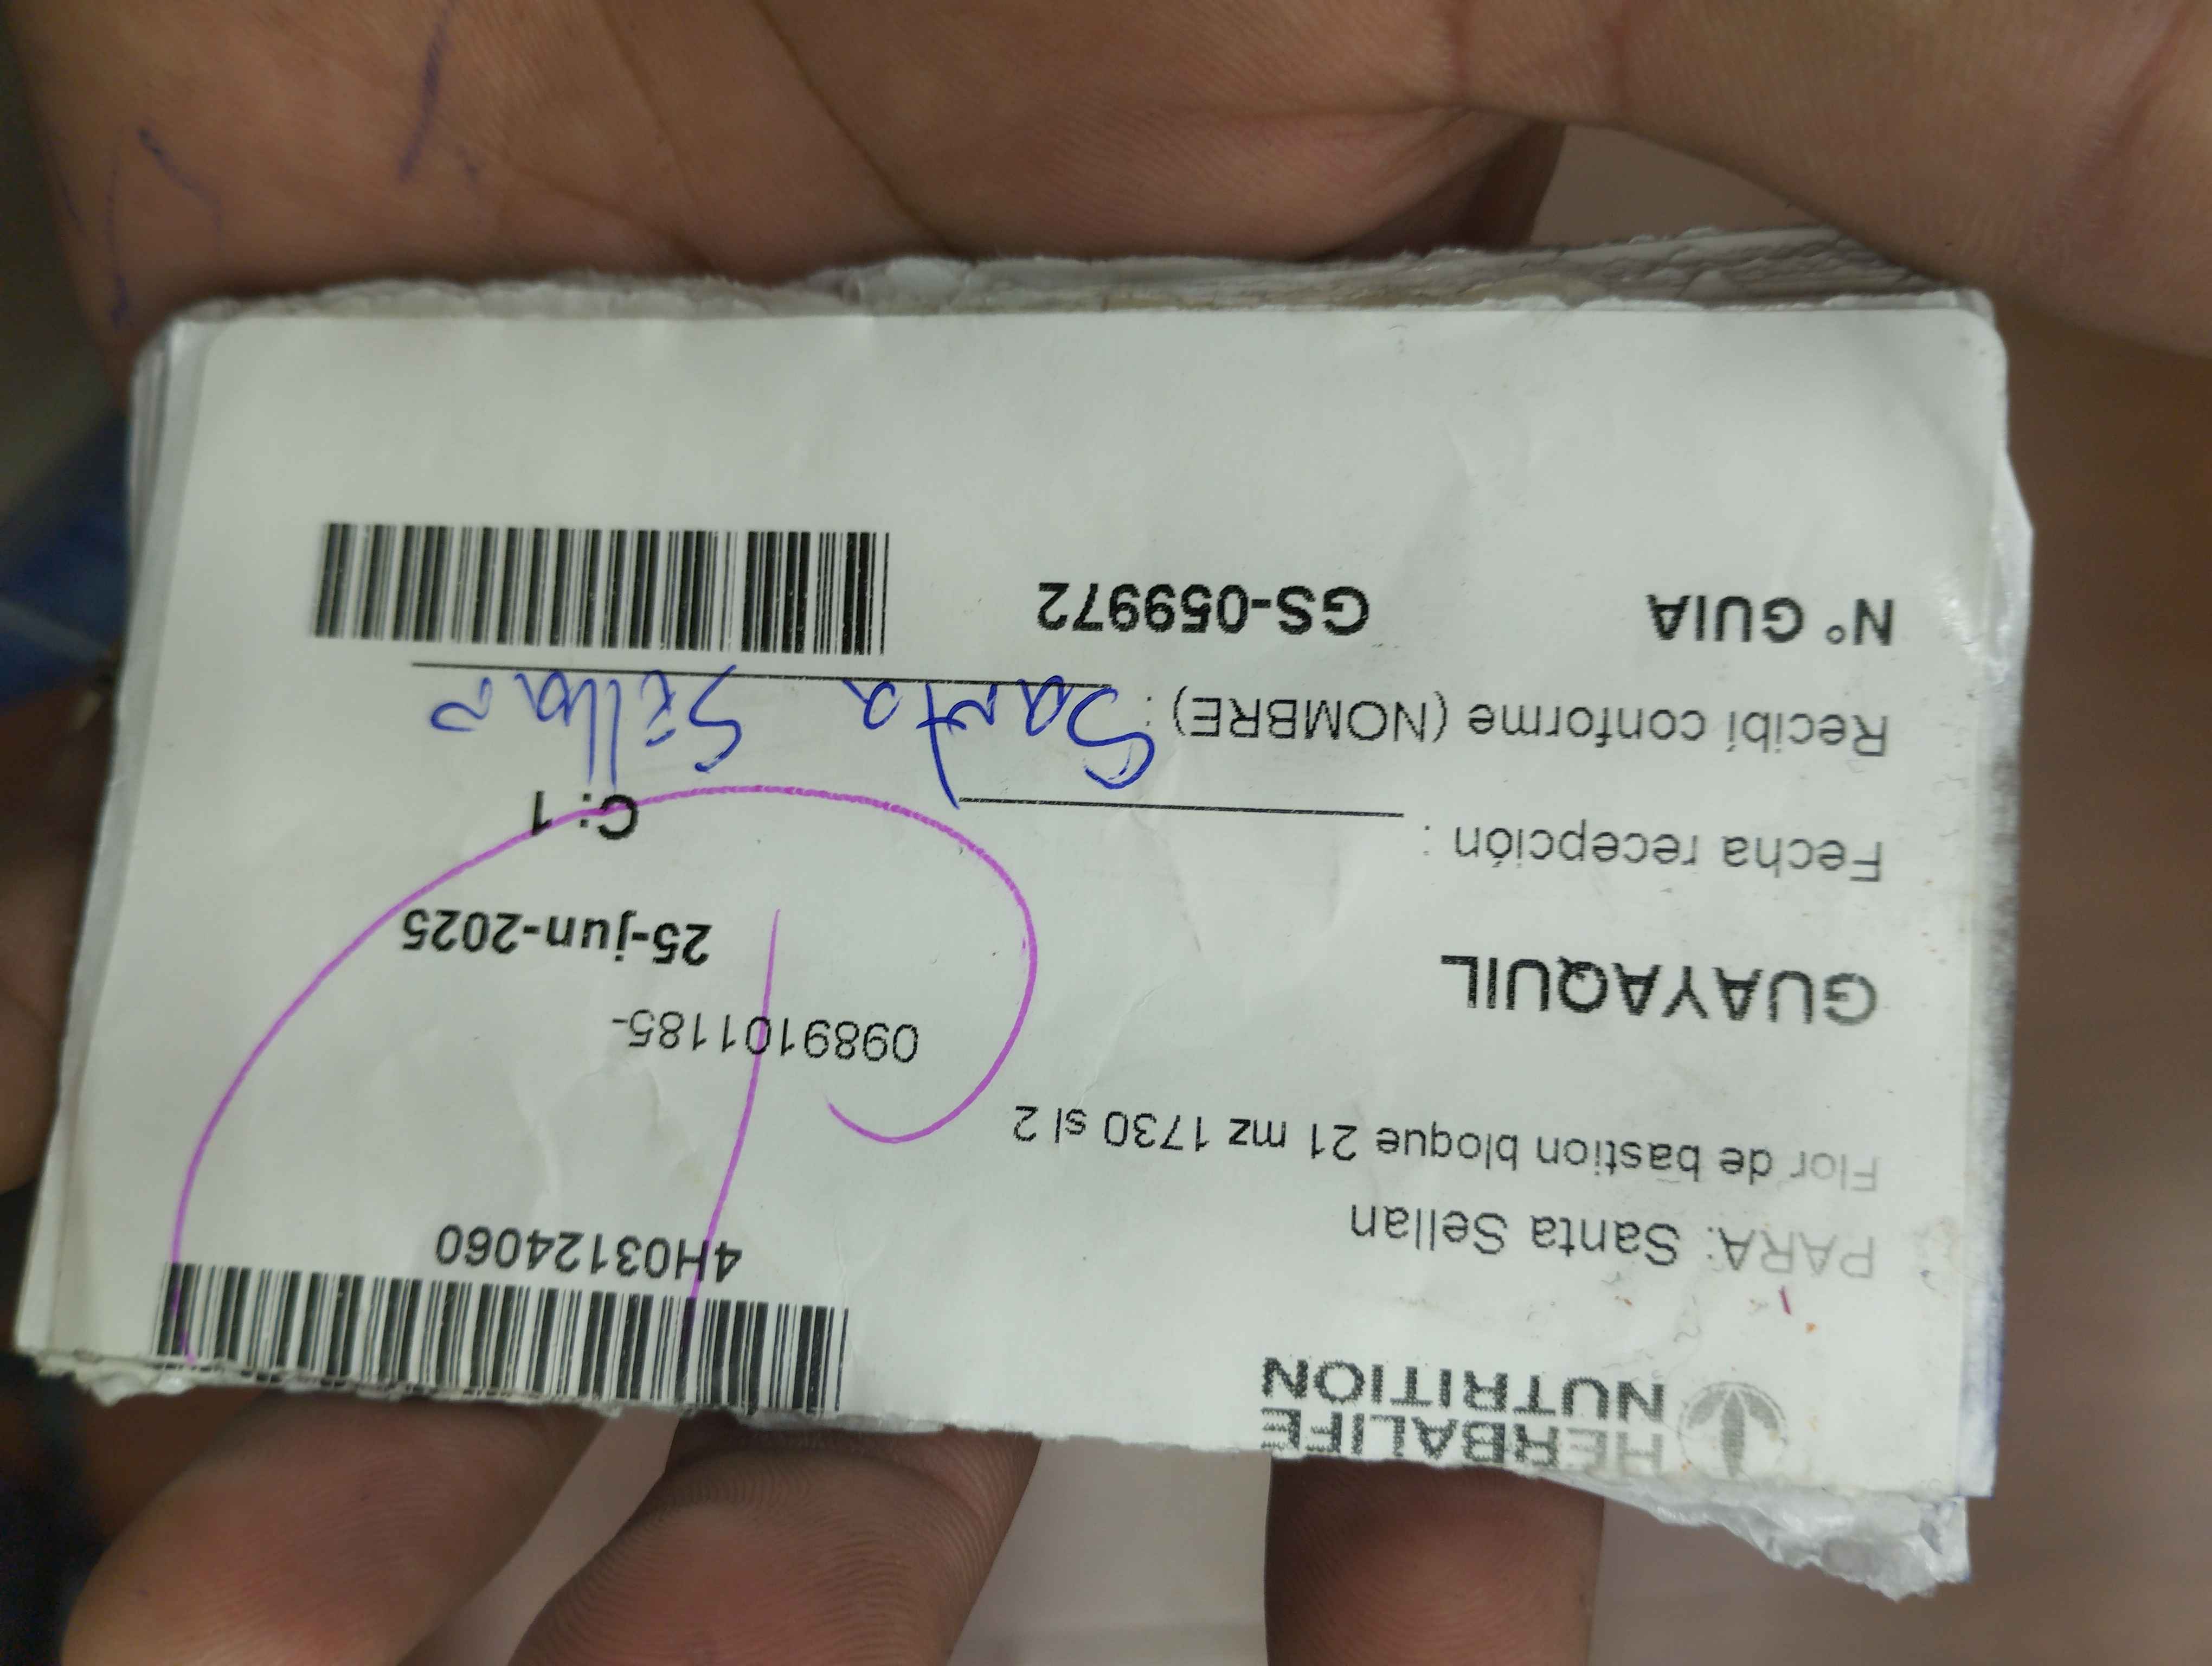 HERBALIFE
NUTRITION
4H03124060
PARA: Santa Sellan
Flor de bastion bloque 21 mz 1730 sl 2
0989101185-
GUAYAQUIL
25-jun-2025
Fecha recepción :
C: 1
Recibí conforme (NOMBRE) : Santa Sellan
N° GUIA GS-059972